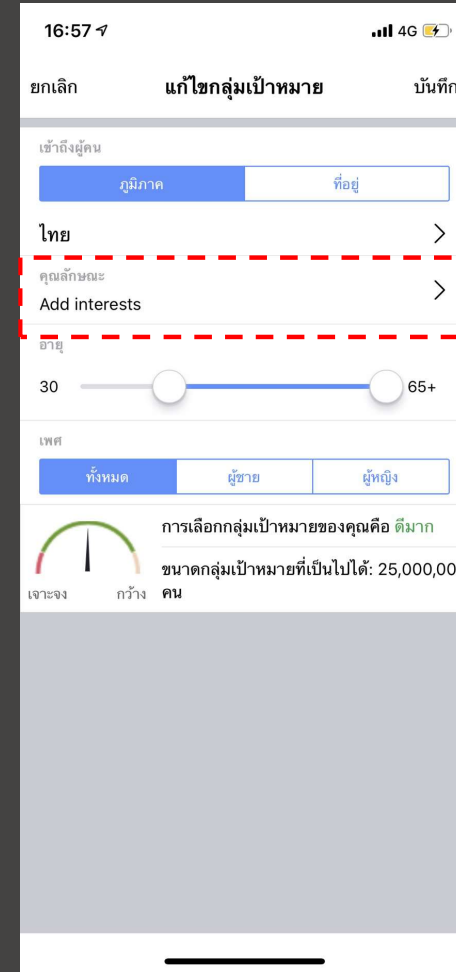 16:57
4G
ยกเลิก แก้ไขกลุ่มเป้าหมาย บันทึก
เข้าถึงผู้คน
ภูมิภาค ที่อยู่
ไทย
คุณลักษณะ
Add interests
อายุ
30 65+
เพศ
ทั้งหมด ผู้ชาย ผู้หญิง
การเลือกกลุ่มเป้าหมายของคุณคือ ดีมาก
ขนาดกลุ่มเป้าหมายที่เป็นไปได้: 25,000,00
คน
เจาะจง กว้าง